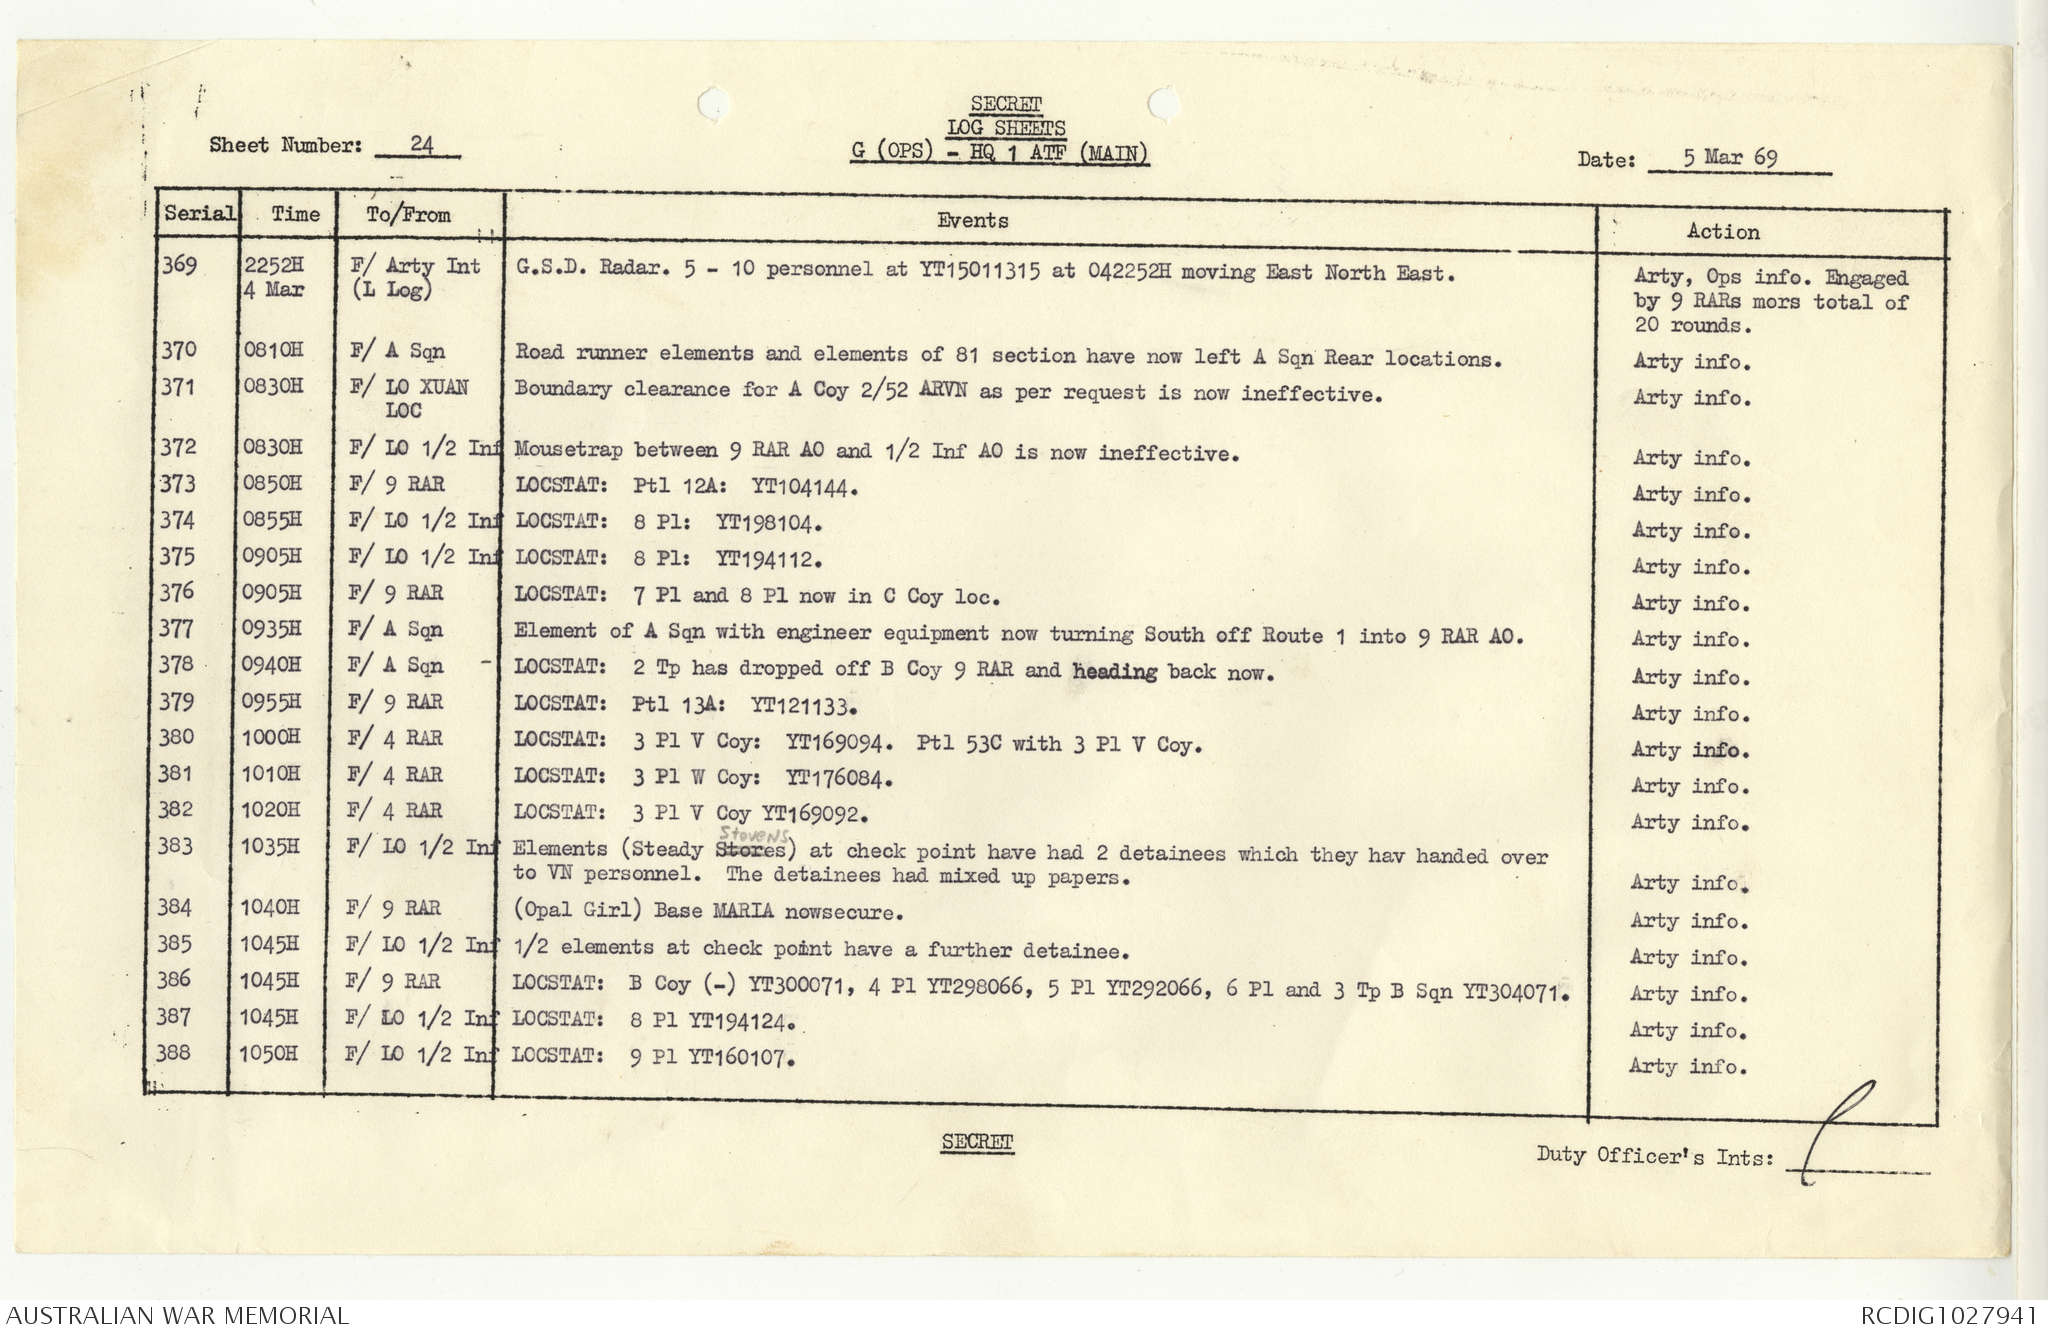 SECRET
LOG SHEETS
G (OPS) - HQ 1 ATF (MAIN)
Sheet Number: 24
Date: 5 Mar 69
Serial Time To/From Events Action
369 2252H F/ Arty Int G.S.D. Radar. 5 - 10 personnel at YT15011315 at 042252H moving East North East. Arty, Ops info. Engaged
4 Mar (L Log) by 9 RARs mors total of
20 rounds.
370 0810H F/ A Sqn Road runner elements and elements of 81 section have now left A Sqn Rear locations. Arty info.
371 0830H F/ LO XUAN Boundary clearance for A Coy 2/52 ARVN as per request is now ineffective. Arty info.
LOC
372 0830H F/ LO 1/2 Inf Mousetrap between 9 RAR AO and 1/2 Inf AO is now ineffective. Arty info.
373 0850H F/ 9 RAR LOCSTAT: Ptl 12A: YT104144. Arty info.
374 0855H F/ LO 1/2 Inf LOCSTAT: 8 Pl: YT198104. Arty info.
375 0905H F/ LO 1/2 Inf LOCSTAT: 8 Pl: YT194112. Arty info.
376 0905H F/ 9 RAR LOCSTAT: 7 Pl and 8 Pl now in C Coy loc. Arty info.
377 0935H F/ A Sqn Element of A Sqn with engineer equipment now turning South off Route 1 into 9 RAR AO. Arty info.
378 0940H F/ A Sqn - LOCSTAT: 2 Tp has dropped off B Coy 9 RAR and heading back now. Arty info.
379 0955H F/ 9 RAR LOCSTAT: Ptl 13A: YT121133. Arty info.
380 1000H F/ 4 RAR LOCSTAT: 3 Pl V Coy: YT169094. Ptl 53C with 3 Pl V Coy. Arty info.
381 1010H F/ 4 RAR LOCSTAT: 3 Pl W Coy: YT176084. Arty info.
382 1020H F/ 4 RAR LOCSTAT: 3 Pl V Coy YT169092. Arty info.
Stevens
383 1035H F/ LO 1/2 Inf Elements (Steady Stores) at check point have had 2 detainees which they hav handed over
to VN personnel. The detainees had mixed up papers. Arty info.
384 1040H F/ 9 RAR (Opal Girl) Base MARIA nowsecure. Arty info.
385 1045H F/ LO 1/2 Inf 1/2 elements at check point have a further detainee. Arty info.
386 1045H F/ 9 RAR LOCSTAT: B Coy (-) YT300071, 4 Pl YT298066, 5 Pl YT292066, 6 Pl and 3 Tp B Sqn YT304071. Arty info.
387 1045H F/ LO 1/2 Inf LOCSTAT: 8 Pl YT194124. Arty info.
388 1050H F/ LO 1/2 Inf LOCSTAT: 9 Pl YT160107. Arty info.
SECRET
Duty Officer's Ints:
AUSTRALIAN WAR MEMORIAL
RCDIG1027941